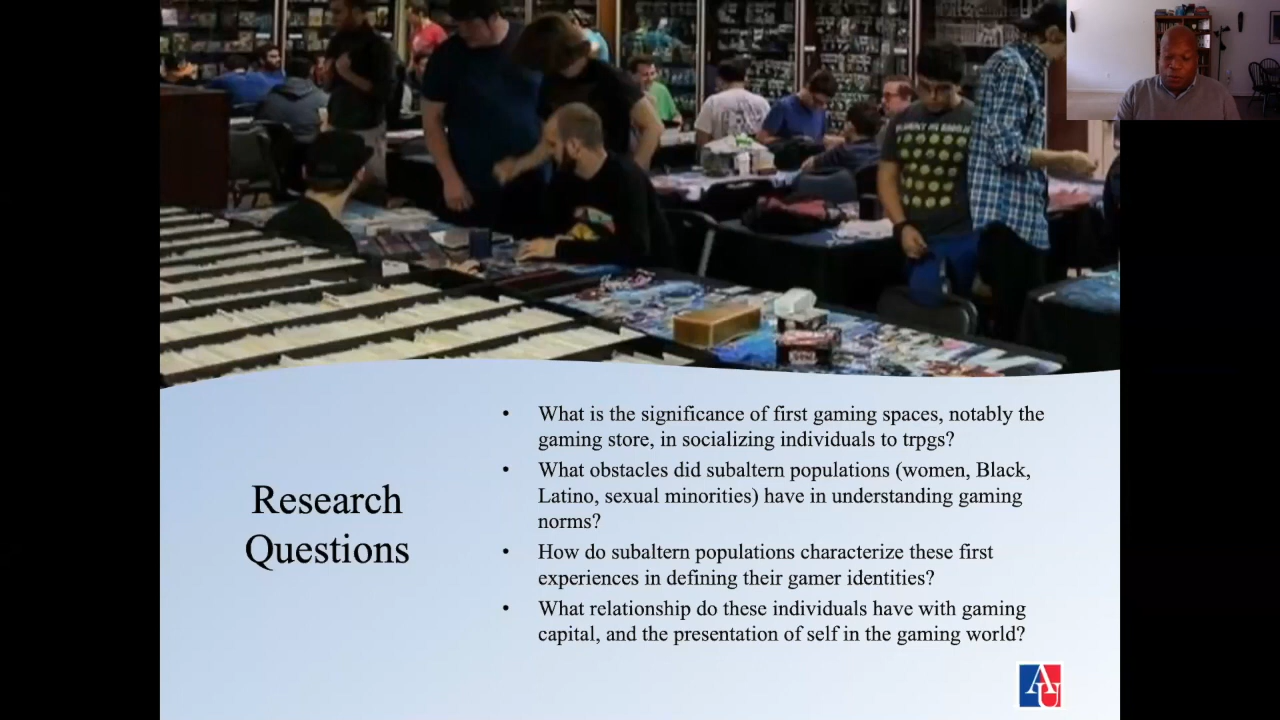 Research
Questions
• What is the significance of first gaming spaces, notably the
gaming store, in socializing individuals to trpgs?
• What obstacles did subaltern populations (women, Black,
Latino, sexual minorities) have in understanding gaming
norms?
• How do subaltern populations characterize these first
experiences in defining their gamer identities?
• What relationship do these individuals have with gaming
capital, and the presentation of self in the gaming world?
AU